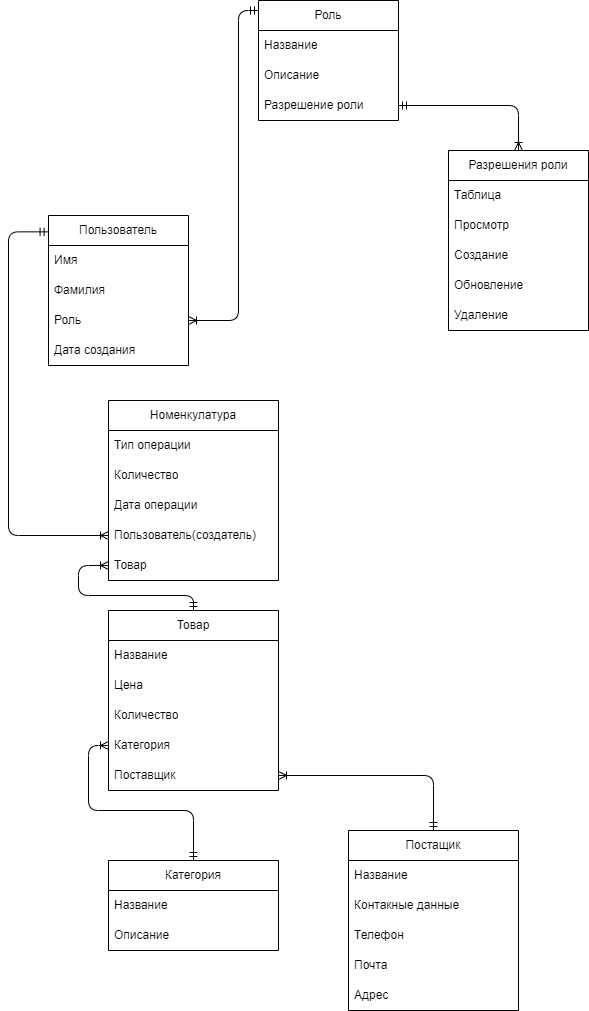 Роль
Название
Описание
Разрешение роли
Разрешения роли
Таблица
Просмотр
Создание
Обновление
Удаление
Пользователь
Имя
Фамилия
Роль
Дата создания
Номенкулатура
Тип операции
Количество
Дата операции
Пользователь(создатель)
Товар
Товар
Название
Цена
Количество
Категория
Поставщик
Категория
Название
Описание
Постащик
Название
Контакные данные
Телефон
Почта
Адрес